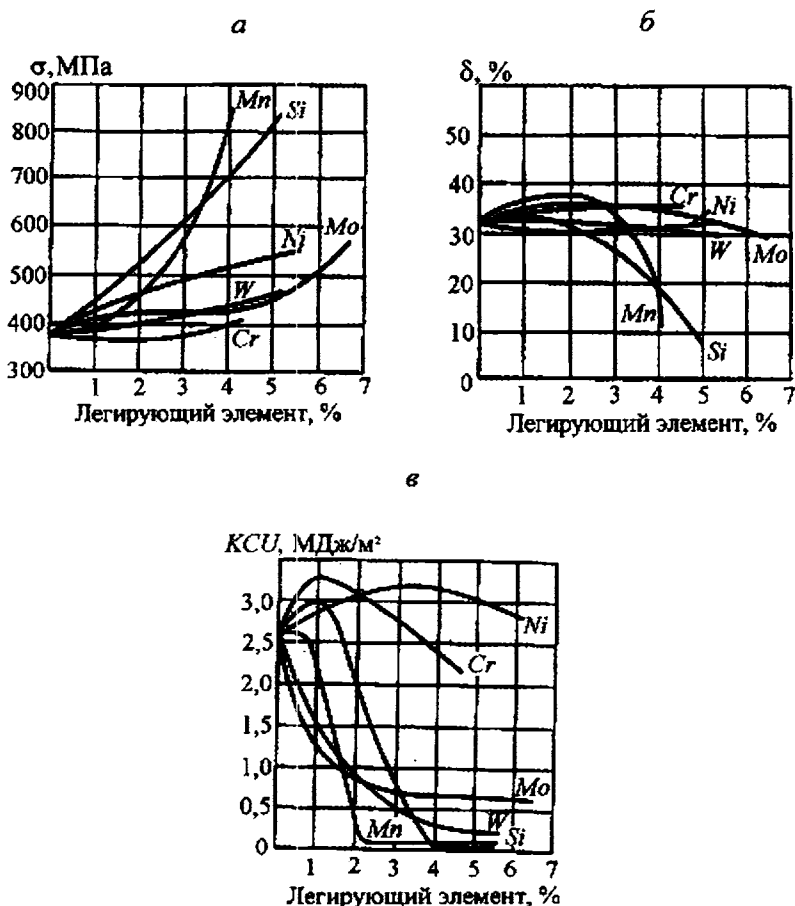 а
σ, МПа
900
800
700
600
500
400
300
Mn
Si
Ni
Mo
W
Cr
1 2 3 4 5 6 7
Легирующий элемент, %
б
δ, %
50
40
30
20
10
0
Cr
Ni
W
Mo
Mn
Si
1 2 3 4 5 6 7
Легирующий элемент, %
в
KCU, МДж/м²
3,0
2,5
2,0
1,5
1,0
0,5
0
Ni
Cr
Mo
W
Mn
Si
1 2 3 4 5 6 7
Легирующий элемент, %